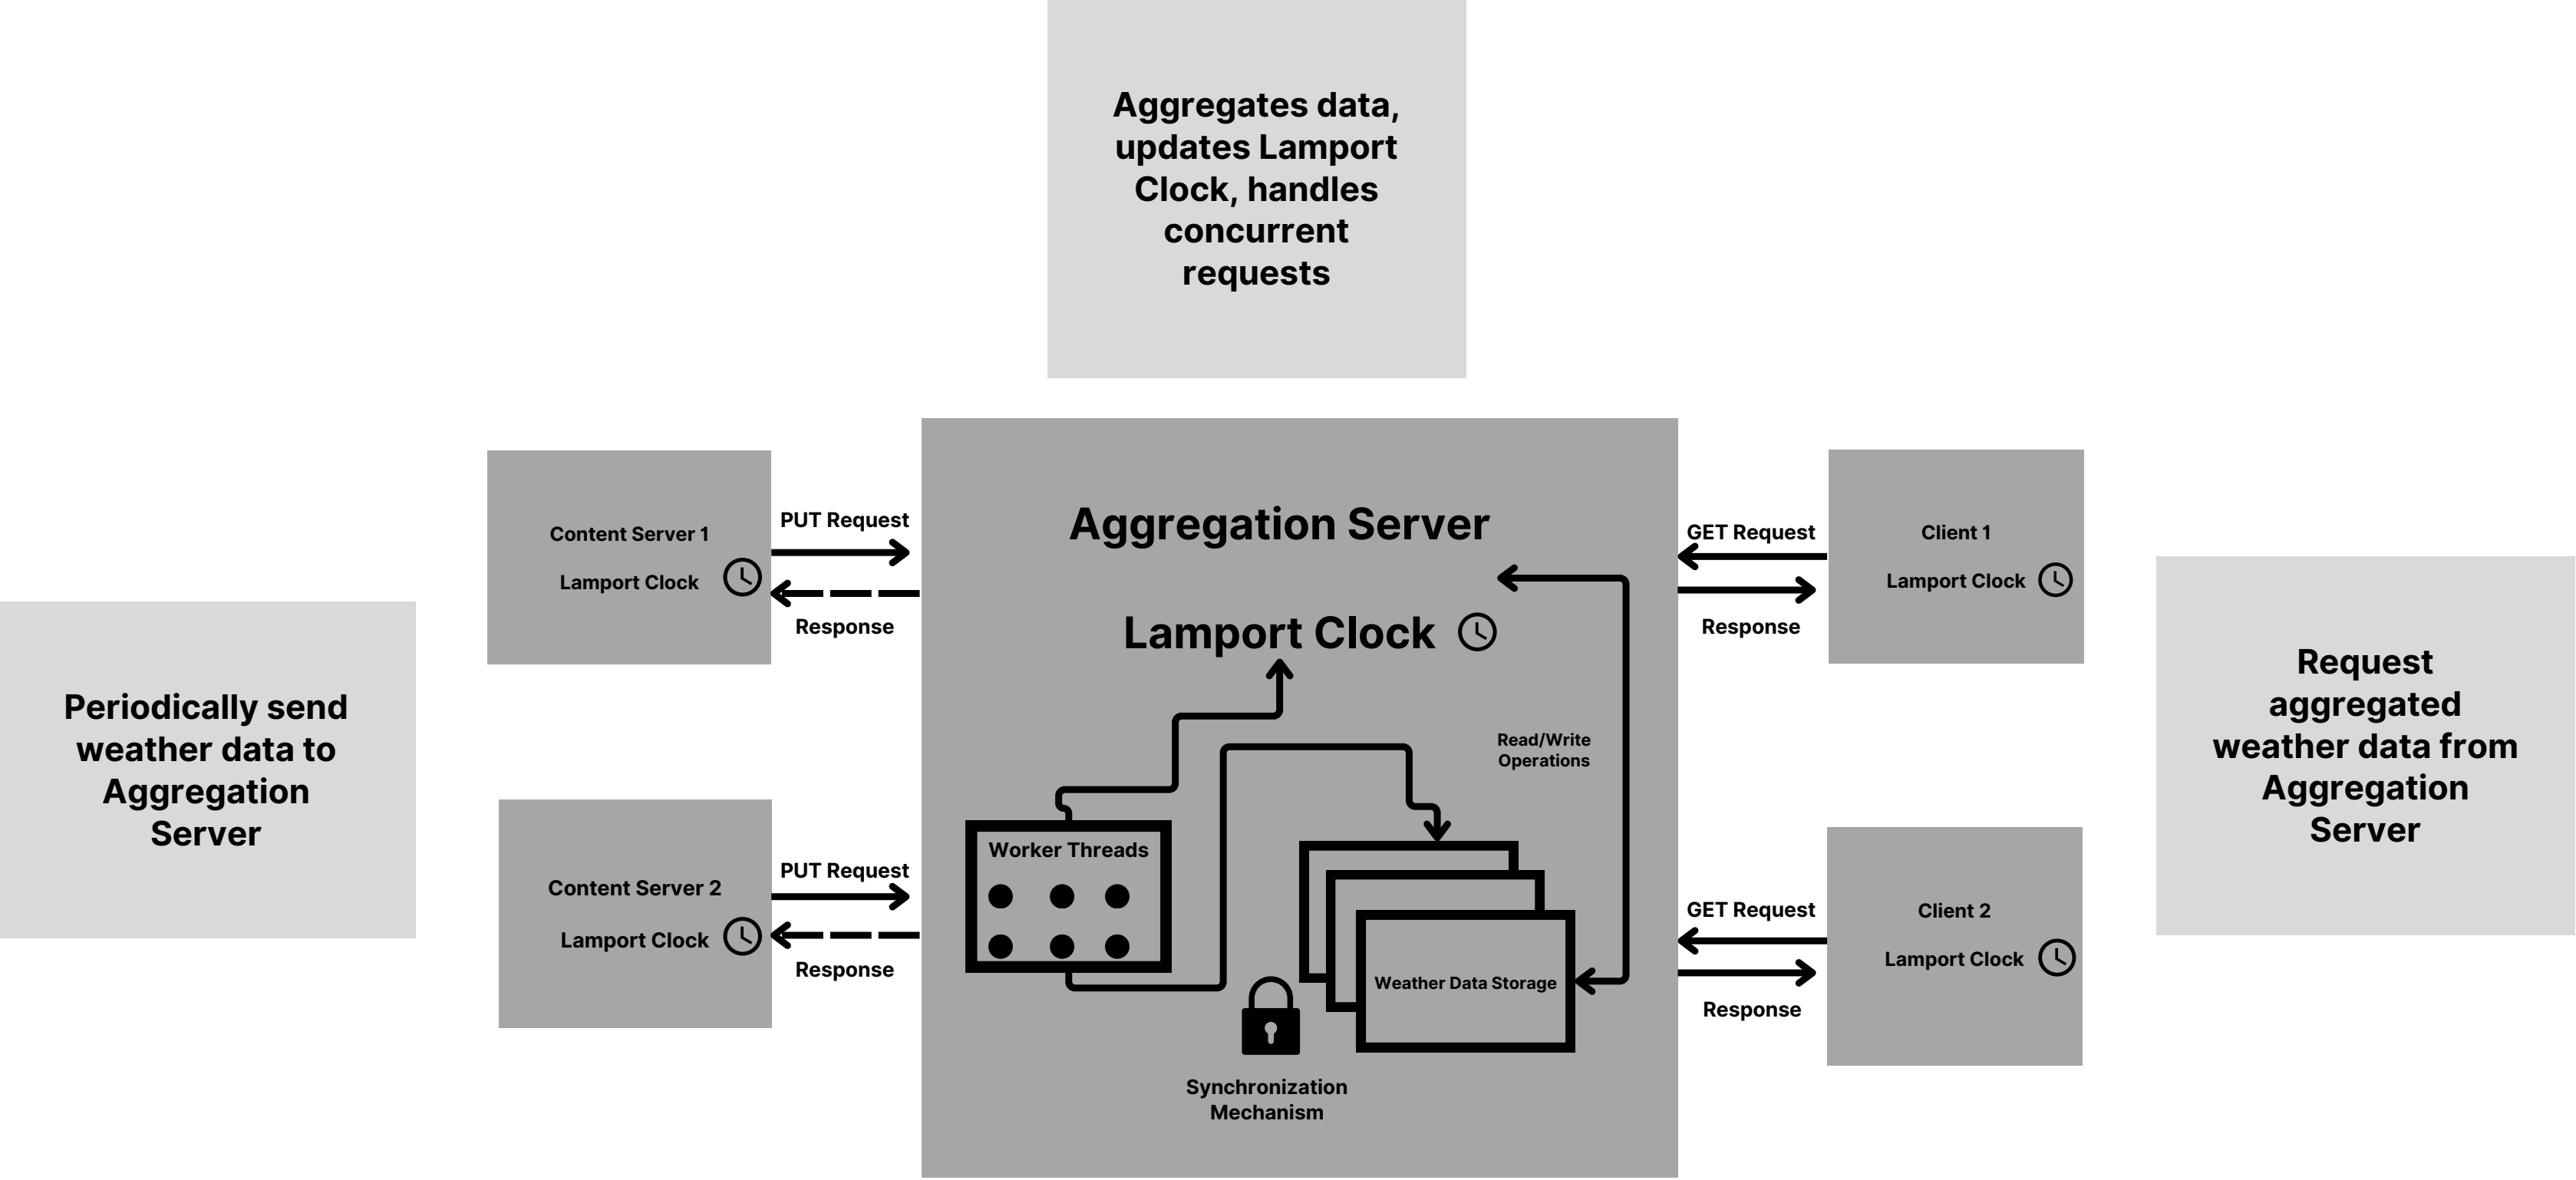 Aggregates data,
updates Lamport
Clock, handles
concurrent
requests
Periodically send
weather data to
Aggregation
Server
Content Server 1
Lamport Clock
PUT Request
Response
Content Server 2
Lamport Clock
PUT Request
Response
Aggregation Server
Lamport Clock
Read/Write
Operations
Worker Threads
Weather Data Storage
Synchronization
Mechanism
GET Request
Response
Client 1
Lamport Clock
GET Request
Response
Client 2
Lamport Clock
Request
aggregated
weather data from
Aggregation
Server